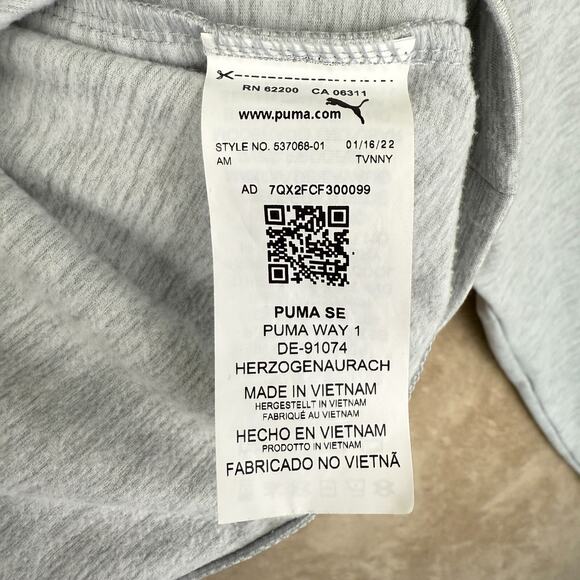 RN 62200 CA 06311
www.puma.com
STYLE NO. 537068-01 01/16/22
AM TVNNY
AD 7QX2FCF300099
PUMA SE
PUMA WAY 1
DE-91074
HERZOGENAURACH
MADE IN VIETNAM
HERGESTELLT IN VIETNAM
FABRIQUÉ AU VIETNAM
HECHO EN VIETNAM
PRODOTTO IN VIETNAM
FABRICADO NO VIETNÃ